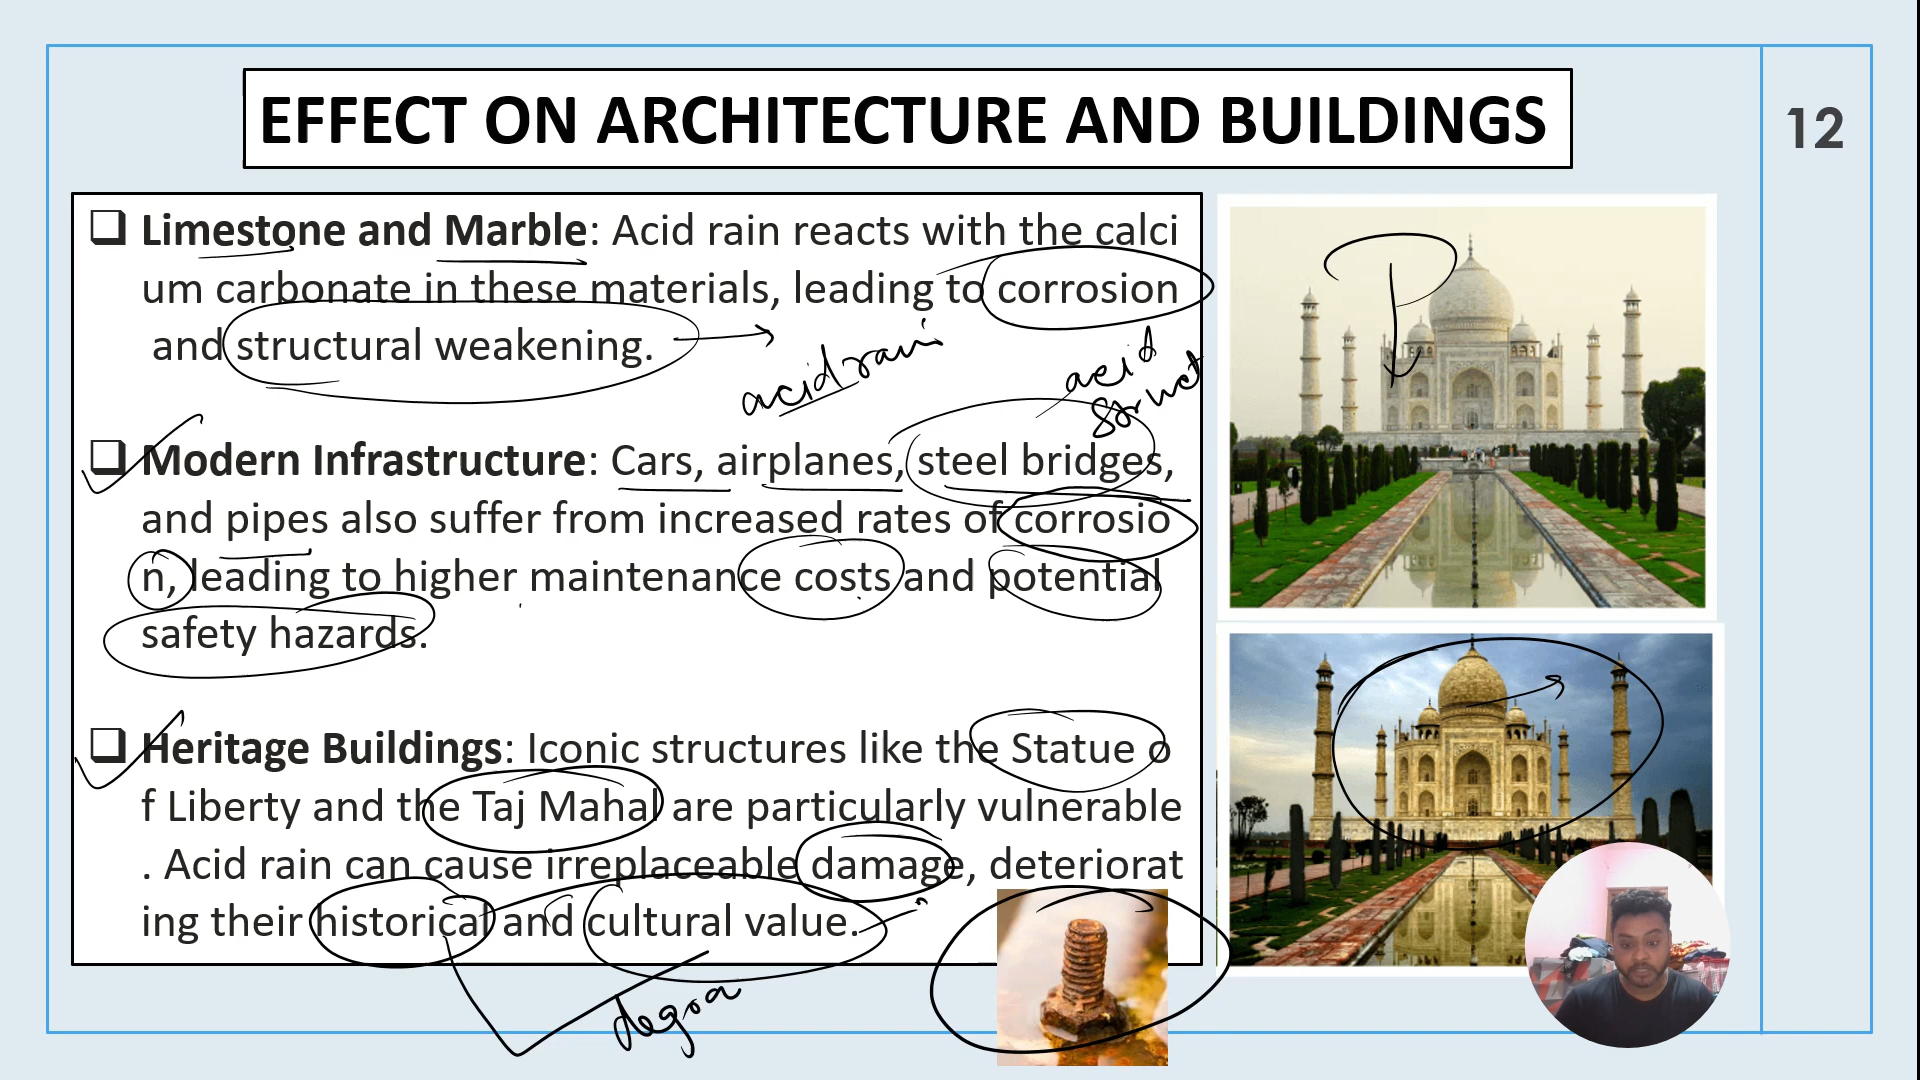 EFFECT ON ARCHITECTURE AND BUILDINGS
12
❑ Limestone and Marble: Acid rain reacts with the calci
um carbonate in these materials, leading to corrosion
and structural weakening.
acid rain
acid
struct
❑ Modern Infrastructure: Cars, airplanes, steel bridges,
and pipes also suffer from increased rates of corrosio
n, leading to higher maintenance costs and potential
safety hazards.
❑ Heritage Buildings: Iconic structures like the Statue o
f Liberty and the Taj Mahal are particularly vulnerable
. Acid rain can cause irreplaceable damage, deteriorat
ing their historical and cultural value.